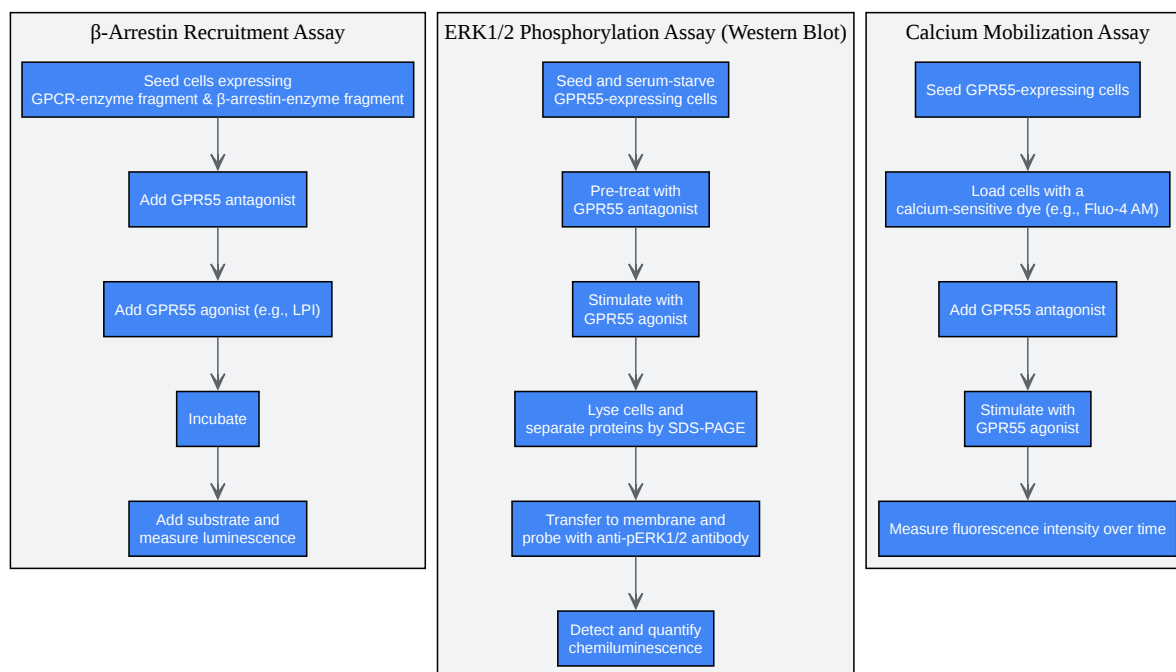 β-Arrestin Recruitment Assay
Seed cells expressing
GPCR-enzyme fragment & β-arrestin-enzyme fragment
Add GPR55 antagonist
Add GPR55 agonist (e.g., LPI)
Incubate
Add substrate and
measure luminescence
ERK1/2 Phosphorylation Assay (Western Blot)
Seed and serum-starve
GPR55-expressing cells
Pre-treat with
GPR55 antagonist
Stimulate with
GPR55 agonist
Lyse cells and
separate proteins by SDS-PAGE
Transfer to membrane and
probe with anti-pERK1/2 antibody
Detect and quantify
chemiluminescence
Calcium Mobilization Assay
Seed GPR55-expressing cells
Load cells with a
calcium-sensitive dye (e.g., Fluo-4 AM)
Add GPR55 antagonist
Stimulate with
GPR55 agonist
Measure fluorescence intensity over time